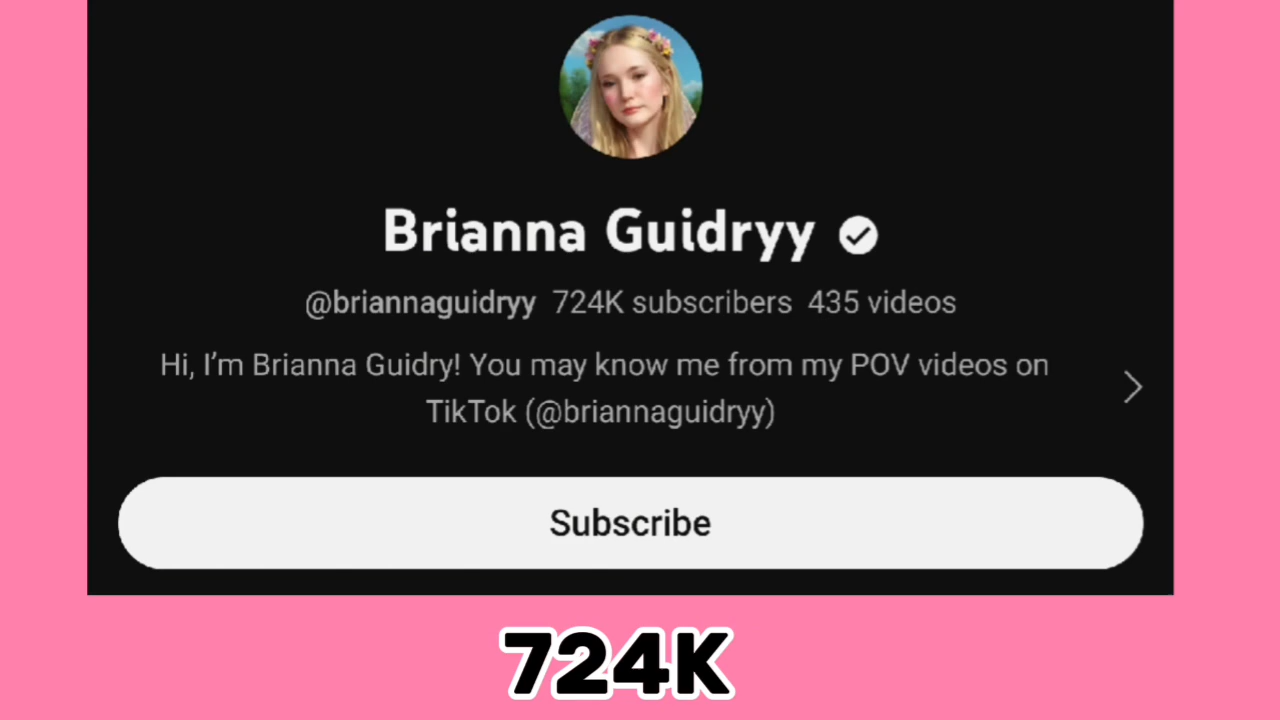 Brianna Guidryy
@briannaguidryy 724K subscribers 435 videos
Hi, I’m Brianna Guidry! You may know me from my POV videos on
TikTok (@briannaguidryy)
Subscribe
724K